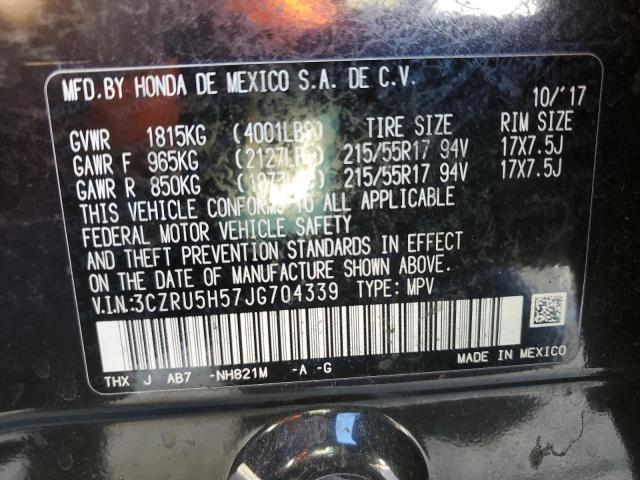 MFD.BY HONDA DE MEXICO S.A. DE C.V.
10/'17
GVWR 1815KG (4001LBS) TIRE SIZE RIM SIZE
GAWR F 965KG (2127LBS) 215/55R17 94V 17X7.5J
GAWR R 850KG 215/55R17 94V 17X7.5J
THIS VEHICLE CONFORMS TO ALL APPLICABLE
FEDERAL MOTOR VEHICLE SAFETY
AND THEFT PREVENTION STANDARDS IN EFFECT
ON THE DATE OF MANUFACTURE SHOWN ABOVE.
V.I.N.:3CZRU5H57JG704339 TYPE: MPV
THX J AB7 -NH821M -A -G
MADE IN MEXICO